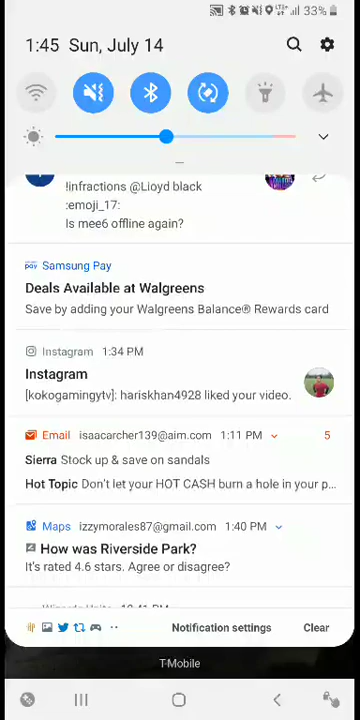 33%
1:45 Sun, July 14
!infractions @Lioyd black
:emoji_17:
Is mee6 offline again?
pay Samsung Pay
Deals Available at Walgreens
Save by adding your Walgreens Balance® Rewards card
Instagram 1:34 PM
Instagram
[kokogamingytv]: hariskhan4928 liked your video.
Email isaacarcher139@aim.com 1:11 PM 5
Sierra Stock up & save on sandals
Hot Topic Don't let your HOT CASH burn a hole in your p...
Maps izzymorales87@gmail.com 1:40 PM
How was Riverside Park?
It's rated 4.6 stars. Agree or disagree?
Notification settings Clear
T-Mobile